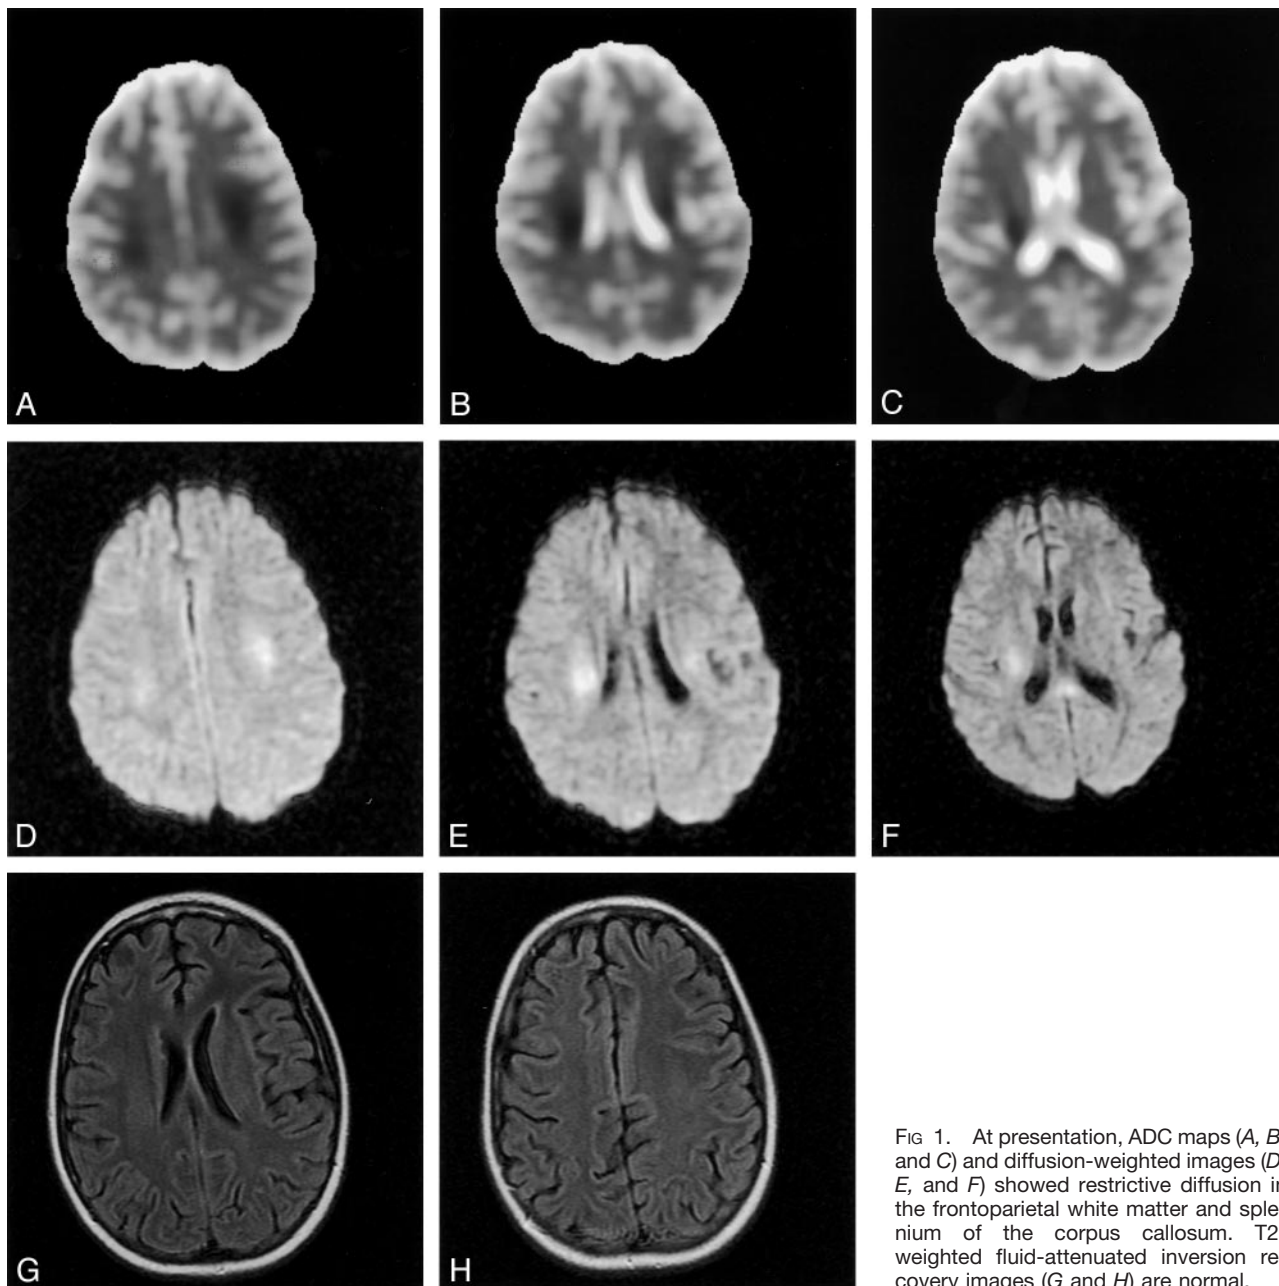 A
B
C
D
E
F
G
H
FIG 1. At presentation, ADC maps (A, B
and C) and diffusion-weighted images (D
E, and F) showed restrictive diffusion in
the frontoparietal white matter and sple
nium of the corpus callosum. T2
weighted fluid-attenuated inversion re
covery images (G and H) are normal.